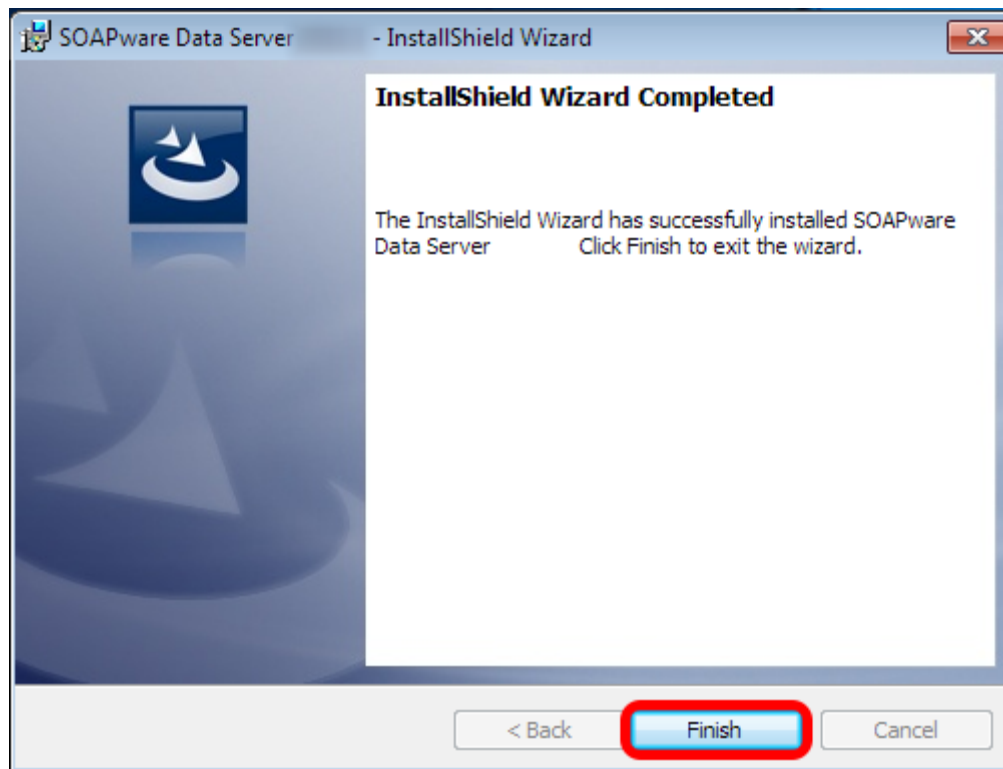 SOAPware Data Server - InstallShield Wizard
InstallShield Wizard Completed
The InstallShield Wizard has successfully installed SOAPware
Data Server Click Finish to exit the wizard.
< Back Finish Cancel